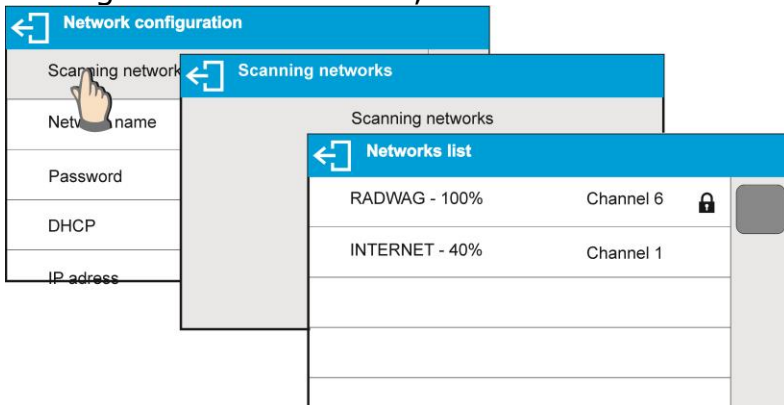 Network configuration
Scanning network
Network name
Password
DHCP
IP adress
Scanning networks
Scanning networks
Networks list
RADWAG - 100% Channel 6
INTERNET - 40% Channel 1